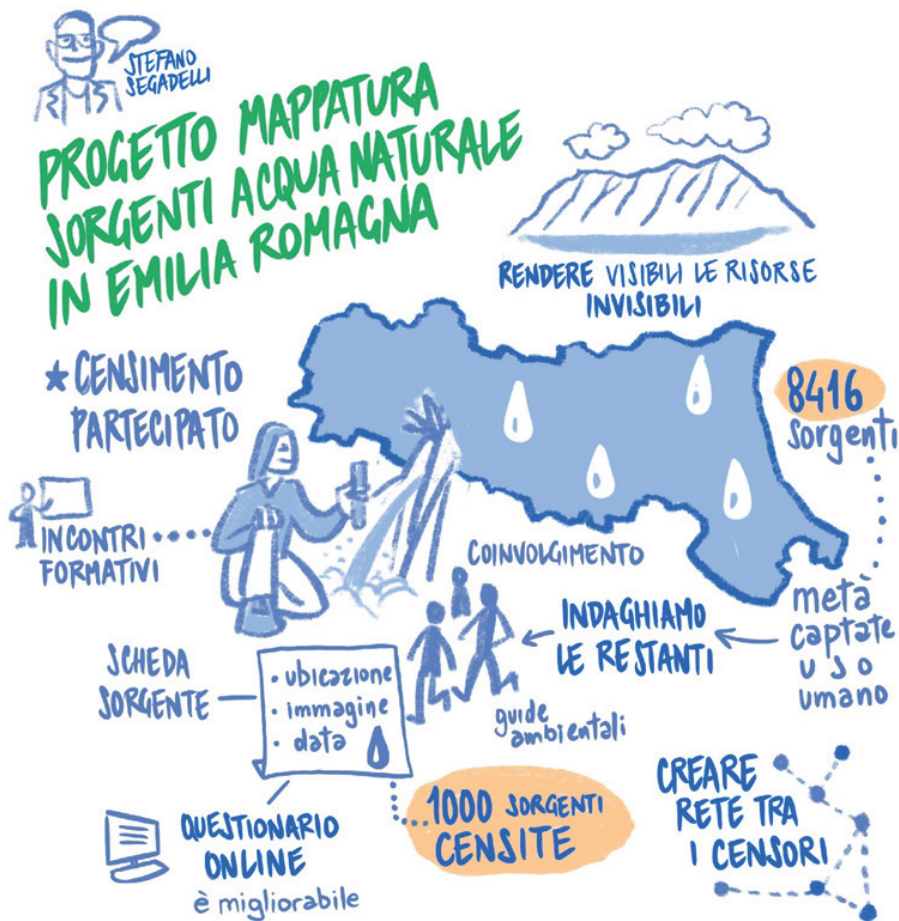 STEFANO
SEGADELLI
PROGETTO MAPPATURA
SORGENTI ACQUA NATURALE
IN EMILIA ROMAGNA
RENDERE VISIBILI LE RISORSE
INVISIBILI
★ CENSIMENTO
PARTECIPATO
8416
sorgenti
INCONTRI
FORMATIVI
COINVOLGIMENTO
INDAGHIAMO
LE RESTANTI
metà
captate
uso
umano
SCHEDA
SORGENTE
• ubicazione
• immagine
• data
guide
ambientali
1000 SORGENTI
CENSITE
QUESTIONARIO
ONLINE
è migliorabile
CREARE
RETE TRA
I CENSORI